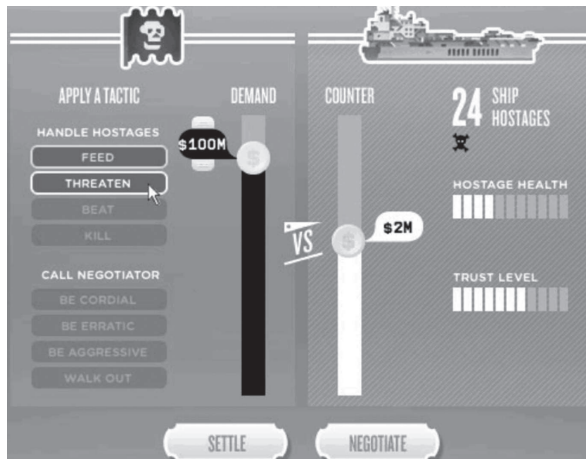 APPLY A TACTIC
DEMAND
COUNTER
24 SHIP HOSTAGES
HANDLE HOSTAGES
FEED
THREATEN
BEAT
KILL
$100M
$
VS
$
$2M
HOSTAGE HEALTH
TRUST LEVEL
CALL NEGOTIATOR
BE CORDIAL
BE ERRATIC
BE AGGRESSIVE
WALK OUT
SETTLE
NEGOTIATE